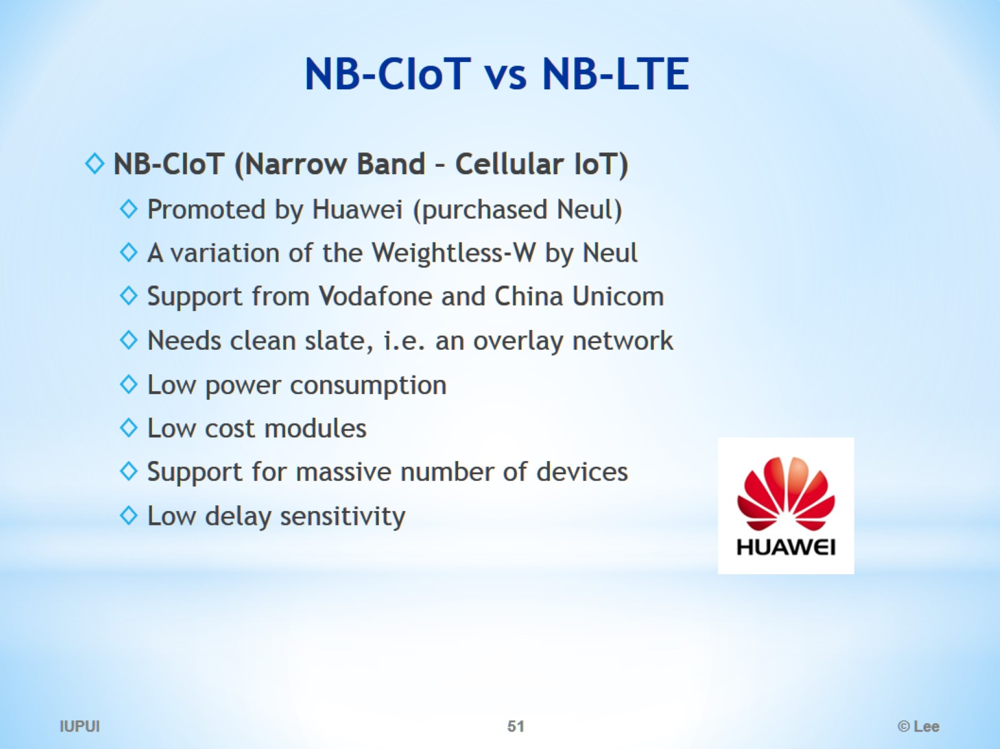 NB-CIoT vs NB-LTE
NB-CIoT (Narrow Band – Cellular IoT)
Promoted by Huawei (purchased Neul)
A variation of the Weightless-W by Neul
Support from Vodafone and China Unicom
Needs clean slate, i.e. an overlay network
Low power consumption
Low cost modules
Support for massive number of devices
Low delay sensitivity
HUAWEI
IUPUI
51
© Lee